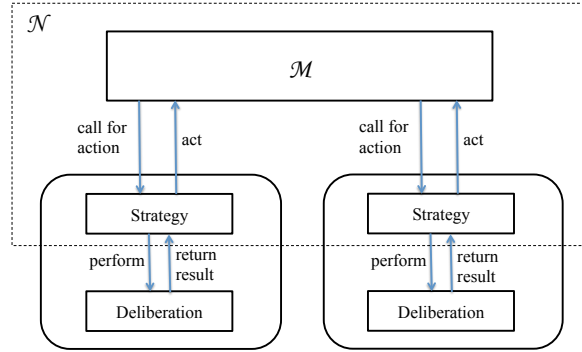 𝒩
ℳ
call for
action
act
call for
action
act
Strategy
Strategy
perform
return
result
perform
return
result
Deliberation
Deliberation